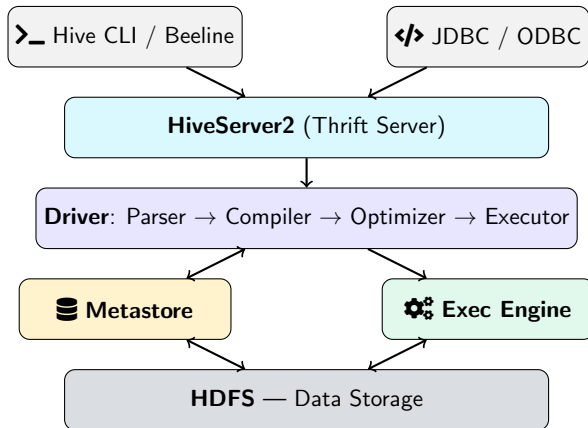 Hive CLI / Beeline
JDBC / ODBC
HiveServer2 (Thrift Server)
Driver: Parser → Compiler → Optimizer → Executor
Metastore
Exec Engine
HDFS — Data Storage